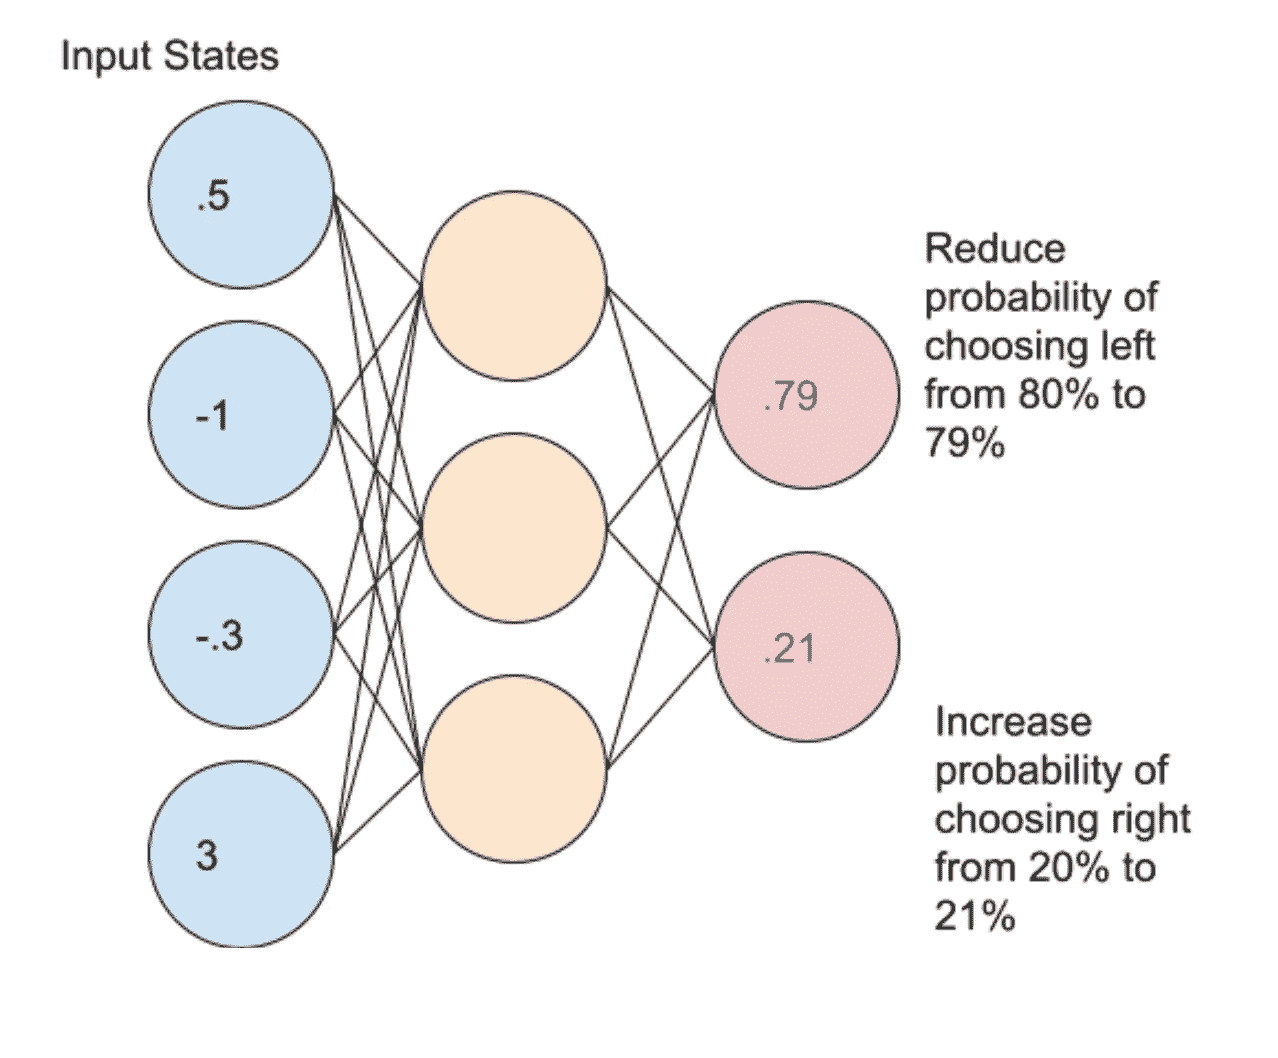 Input States
.5
-1
-.3
3
.79
.21
Reduce
probability of
choosing left
from 80% to
79%
Increase
probability of
choosing right
from 20% to
21%